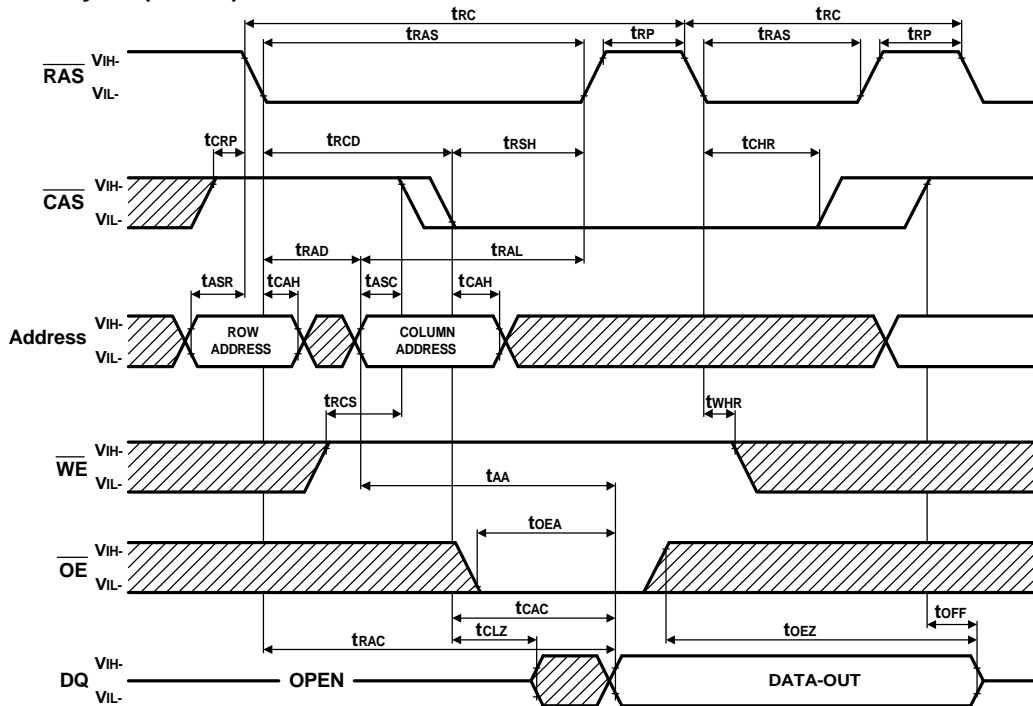 tRC tRC
tRAS tRP tRAS tRP
RAS VIH-
VIL-
tCRP tRCD tRSH tCHR
CAS VIH-
VIL-
tRAD tRAL
tASR tCAH tASC tCAH
Address VIH-
VIL-
ROW ADDRESS
COLUMN ADDRESS
tRCS tWHR
WE VIH-
VIL-
tAA
tOEA
OE VIH-
VIL-
tCAC
tCLZ tOEZ tOFF
tRAC
DQ VIH-
VIL-
OPEN DATA-OUT